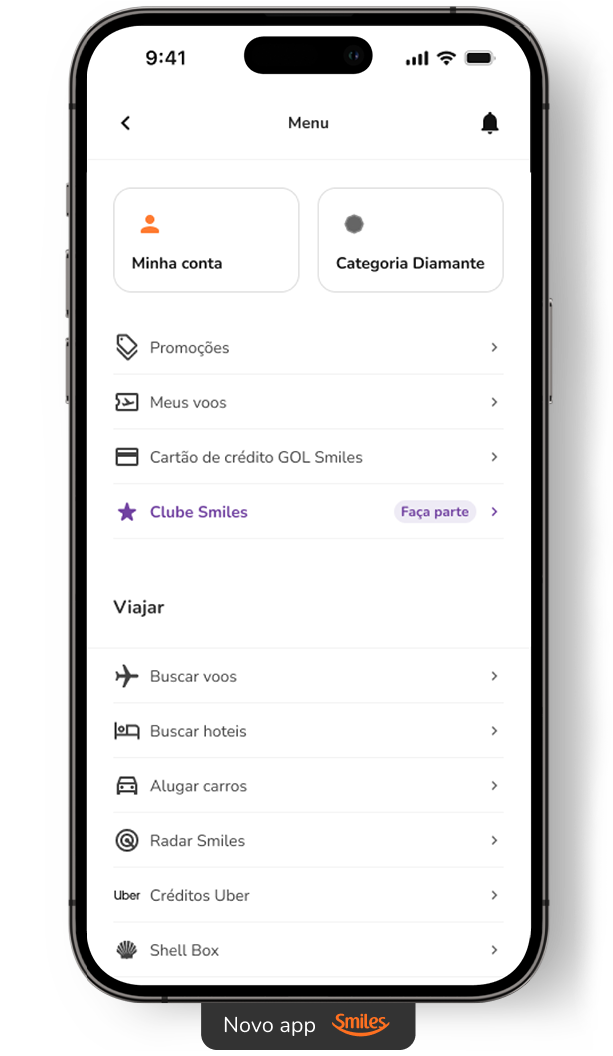 9:41
Menu
Minha conta
Categoria Diamante
Promoções
Meus voos
Cartão de crédito GOL Smiles
Clube Smiles Faça parte
Viajar
Buscar voos
Buscar hoteis
Alugar carros
Radar Smiles
Uber Créditos Uber
Shell Box
Novo app Smiles